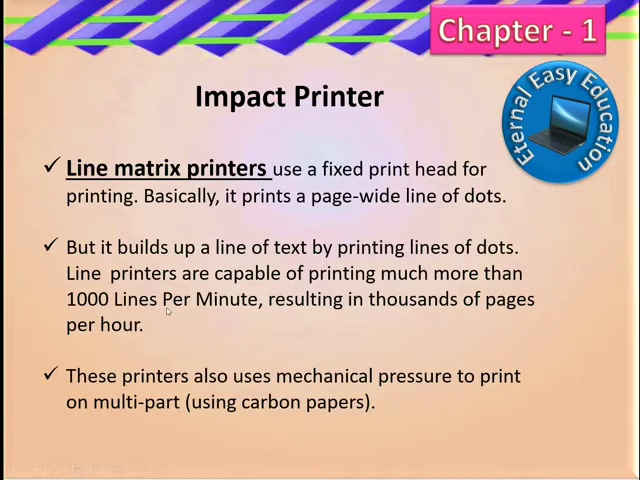 Chapter - 1
Eternal Easy Education
Impact Printer
✓ Line matrix printers use a fixed print head for
printing. Basically, it prints a page-wide line of dots.
✓ But it builds up a line of text by printing lines of dots.
Line printers are capable of printing much more than
1000 Lines Per Minute, resulting in thousands of pages
per hour.
✓ These printers also uses mechanical pressure to print
on multi-part (using carbon papers).